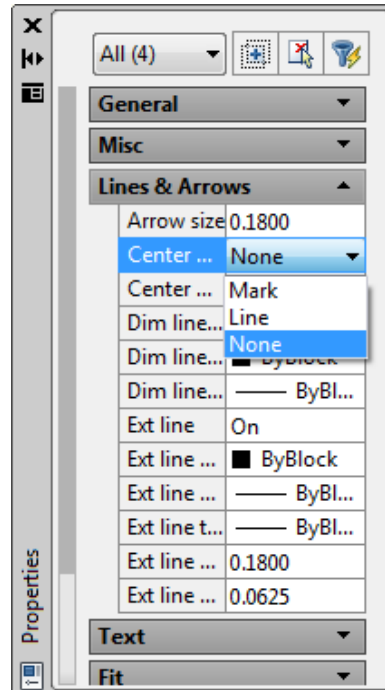 All (4)
General
Misc
Lines & Arrows
Arrow size 0.1800
Center ... None
Center ... Mark
Line
None
Dim line...
Dim line... ByBlock
Dim line... ByBl...
Ext line On
Ext line ... ByBlock
Ext line ... ByBl...
Ext line t... ByBl...
Ext line ... 0.1800
Ext line ... 0.0625
Text
Fit
Properties